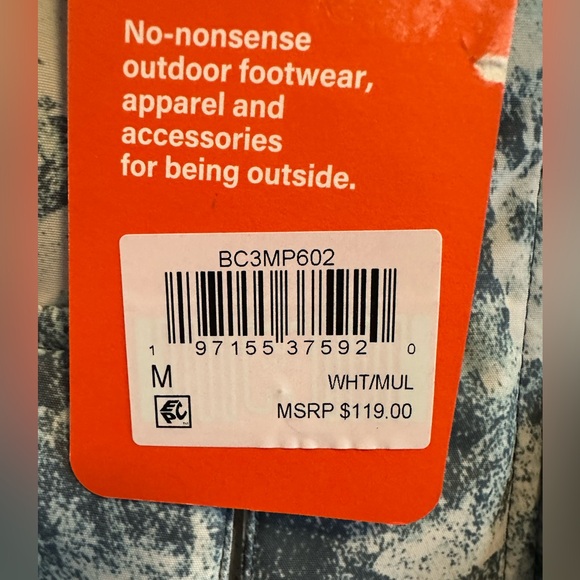 No-nonsense
outdoor footwear,
apparel and
accessories
for being outside.
BC3MP602
1 97155 37592 0
M WHT/MUL
EPC
MSRP $119.00